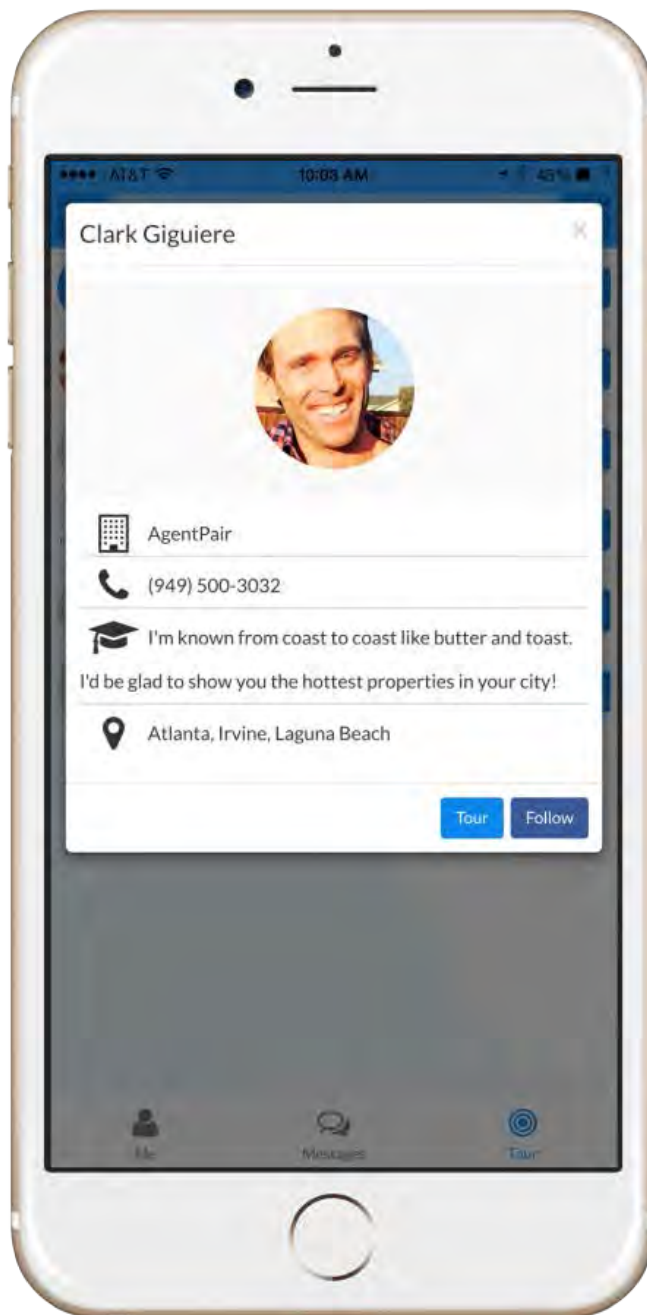 AT&T 10:03 AM 45%
Clark Giguiere ×
AgentPair
(949) 500-3032
I'm known from coast to coast like butter and toast.
I'd be glad to show you the hottest properties in your city!
Atlanta, Irvine, Laguna Beach
Tour Follow
Me Messages Tour